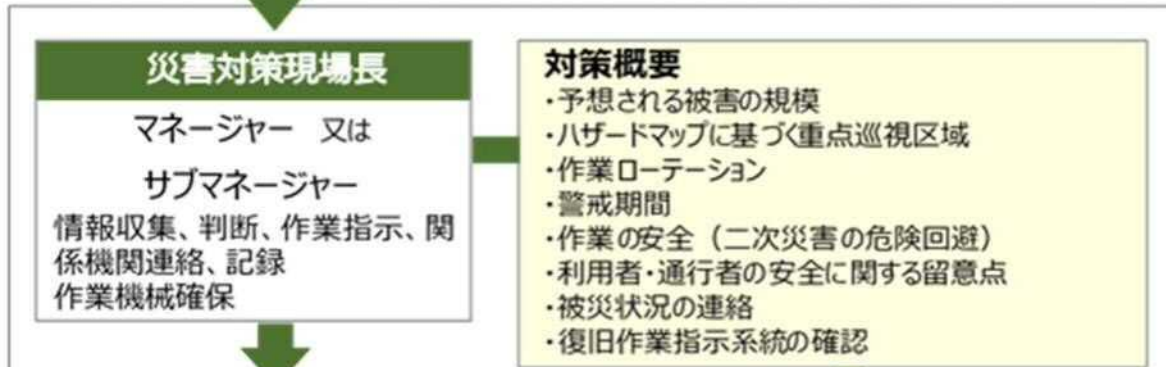 災害対策現場長
マネージャー 又は
サブマネージャー
情報収集、判断、作業指示、関
係機関連絡、記録
作業機械確保
対策概要
・予想される被害の規模
・ハザードマップに基づく重点巡視区域
・作業ローテーション
・警戒期間
・作業の安全（二次災害の危険回避）
・利用者・通行者の安全に関する留意点
・被災状況の連絡
・復旧作業指示系統の確認